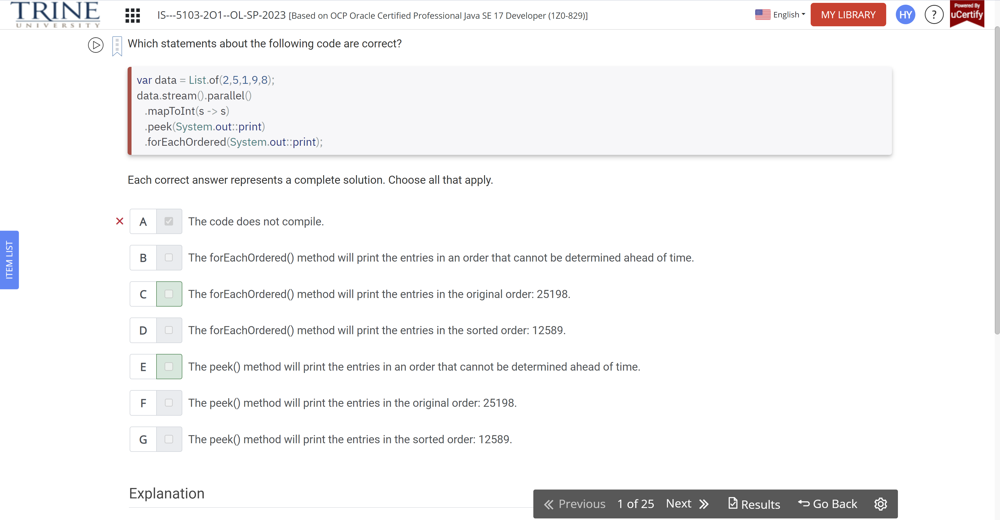 TRINE
UNIVERSITY
IS---5103-2O1--OL-SP-2023 [Based on OCP Oracle Certified Professional Java SE 17 Developer (1Z0-829)]
English
MY LIBRARY
HY
?
Powered By
uCertify
Which statements about the following code are correct?
var data = List.of(2,5,1,9,8);
data.stream().parallel()
.mapToInt(s -> s)
.peek(System.out::print)
.forEachOrdered(System.out::print);
Each correct answer represents a complete solution. Choose all that apply.
A The code does not compile.
B The forEachOrdered() method will print the entries in an order that cannot be determined ahead of time.
C The forEachOrdered() method will print the entries in the original order: 25198.
D The forEachOrdered() method will print the entries in the sorted order: 12589.
E The peek() method will print the entries in an order that cannot be determined ahead of time.
F The peek() method will print the entries in the original order: 25198.
G The peek() method will print the entries in the sorted order: 12589.
ITEM LIST
Explanation
Previous 1 of 25 Next Results Go Back